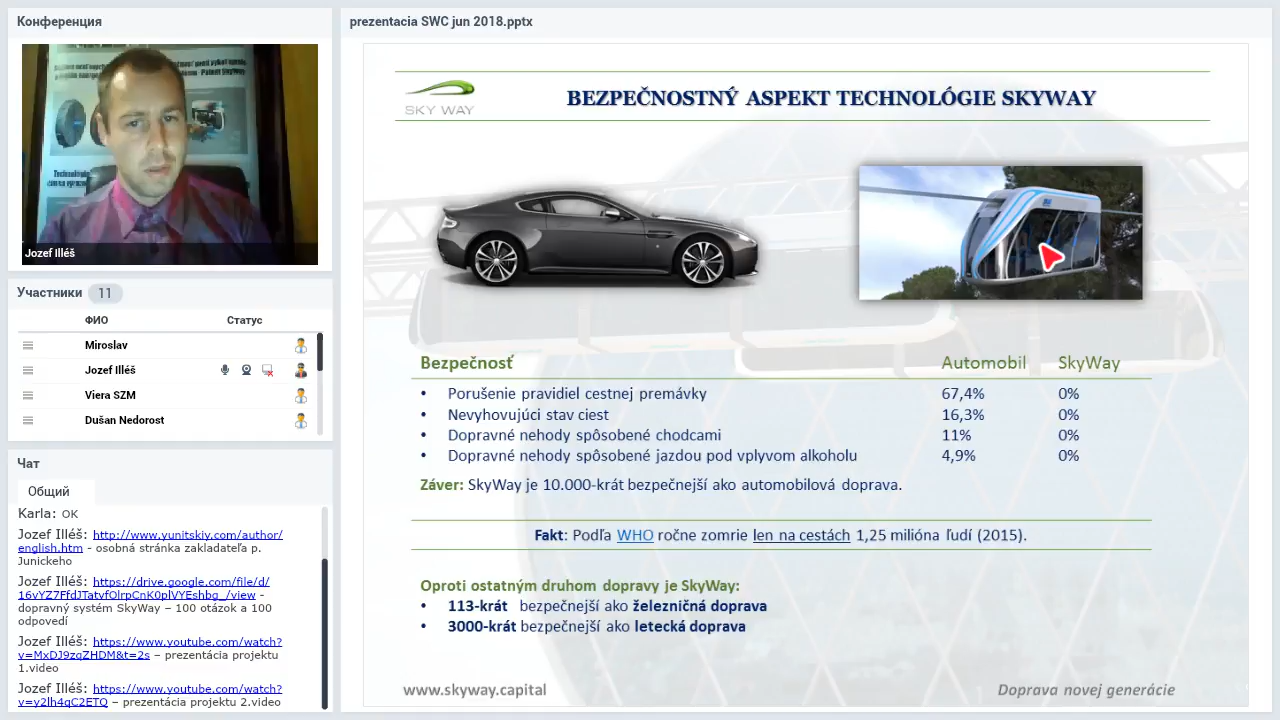 Конференция
Jozef Illéš
Участники 11
ФИО Статус
Miroslav
Jozef Illéš
Viera SZM
Dušan Nedorost
Чат
Общий
Karla: OK
Jozef Illéš: http://www.yunitskiy.com/author/
english.htm - osobná stránka zakladateľa p.
Junickeho
Jozef Illéš: https://drive.google.com/file/d/
16vYZ7FfdJTatvfOlrpCnK0plVYEshbg_/view -
dopravný systém SkyWay – 100 otázok a 100
odpovedí
Jozef Illéš: https://www.youtube.com/watch?
v=MxDJ9zqZHDM&t=2s – prezentácia projektu
1.video
Jozef Illéš: https://www.youtube.com/watch?
v=y2lh4qC2ETQ – prezentácia projektu 2.video
prezentacia SWC jun 2018.pptx
SKY WAY
BEZPEČNOSTNÝ ASPEKT TECHNOLÓGIE SKYWAY
Bezpečnosť Automobil SkyWay
• Porušenie pravidiel cestnej premávky 67,4% 0%
• Nevyhovujúci stav ciest 16,3% 0%
• Dopravné nehody spôsobené chodcami 11% 0%
• Dopravné nehody spôsobené jazdou pod vplyvom alkoholu 4,9% 0%
Záver: SkyWay je 10.000-krát bezpečnejší ako automobilová doprava.
Fakt: Podľa WHO ročne zomrie len na cestách 1,25 milióna ľudí (2015).
Oproti ostatným druhom dopravy je SkyWay:
• 113-krát bezpečnejší ako železničná doprava
• 3000-krát bezpečnejší ako letecká doprava
www.skyway.capital
Doprava novej generácie